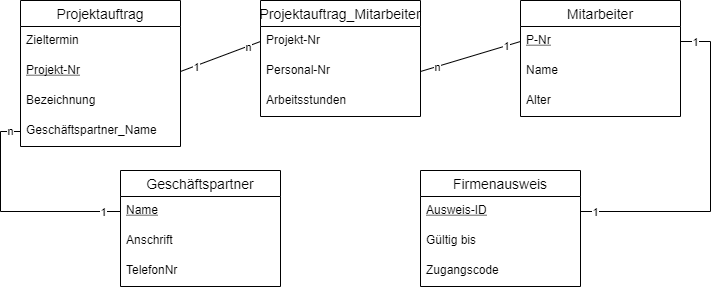 Projektauftrag
Zieltermin
Projekt-Nr
Bezeichnung
Geschäftspartner_Name
1
n
Projektauftrag_Mitarbeiter
Projekt-Nr
Personal-Nr
Arbeitsstunden
n
1
Mitarbeiter
P-Nr
Name
Alter
1
n
1
Geschäftspartner
Name
Anschrift
TelefonNr
Firmenausweis
Ausweis-ID
Gültig bis
Zugangscode
1